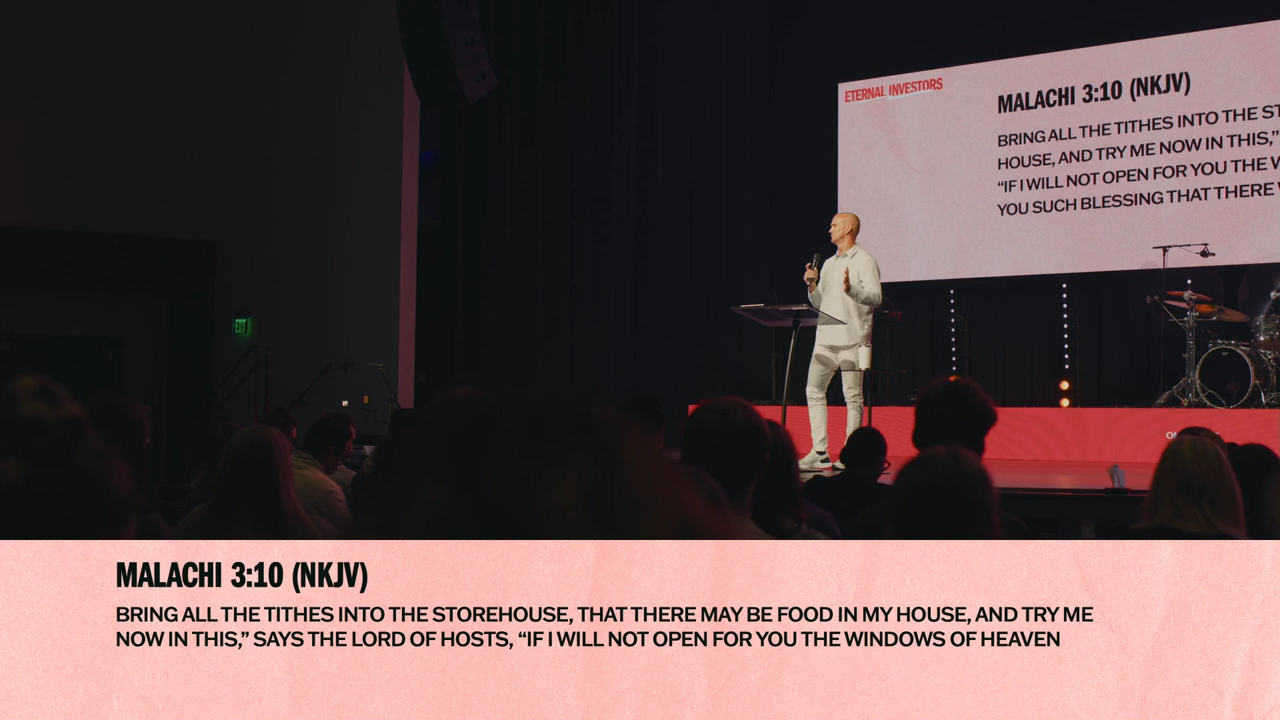 ETERNAL INVESTORS
MALACHI 3:10 (NKJV)
BRING ALL THE TITHES INTO THE
HOUSE, AND TRY ME NOW IN THIS,”
“IF I WILL NOT OPEN FOR YOU THE
YOU SUCH BLESSING THAT THERE
EXIT
MALACHI 3:10 (NKJV)
BRING ALL THE TITHES INTO THE STOREHOUSE, THAT THERE MAY BE FOOD IN MY HOUSE, AND TRY ME
NOW IN THIS,” SAYS THE LORD OF HOSTS, “IF I WILL NOT OPEN FOR YOU THE WINDOWS OF HEAVEN